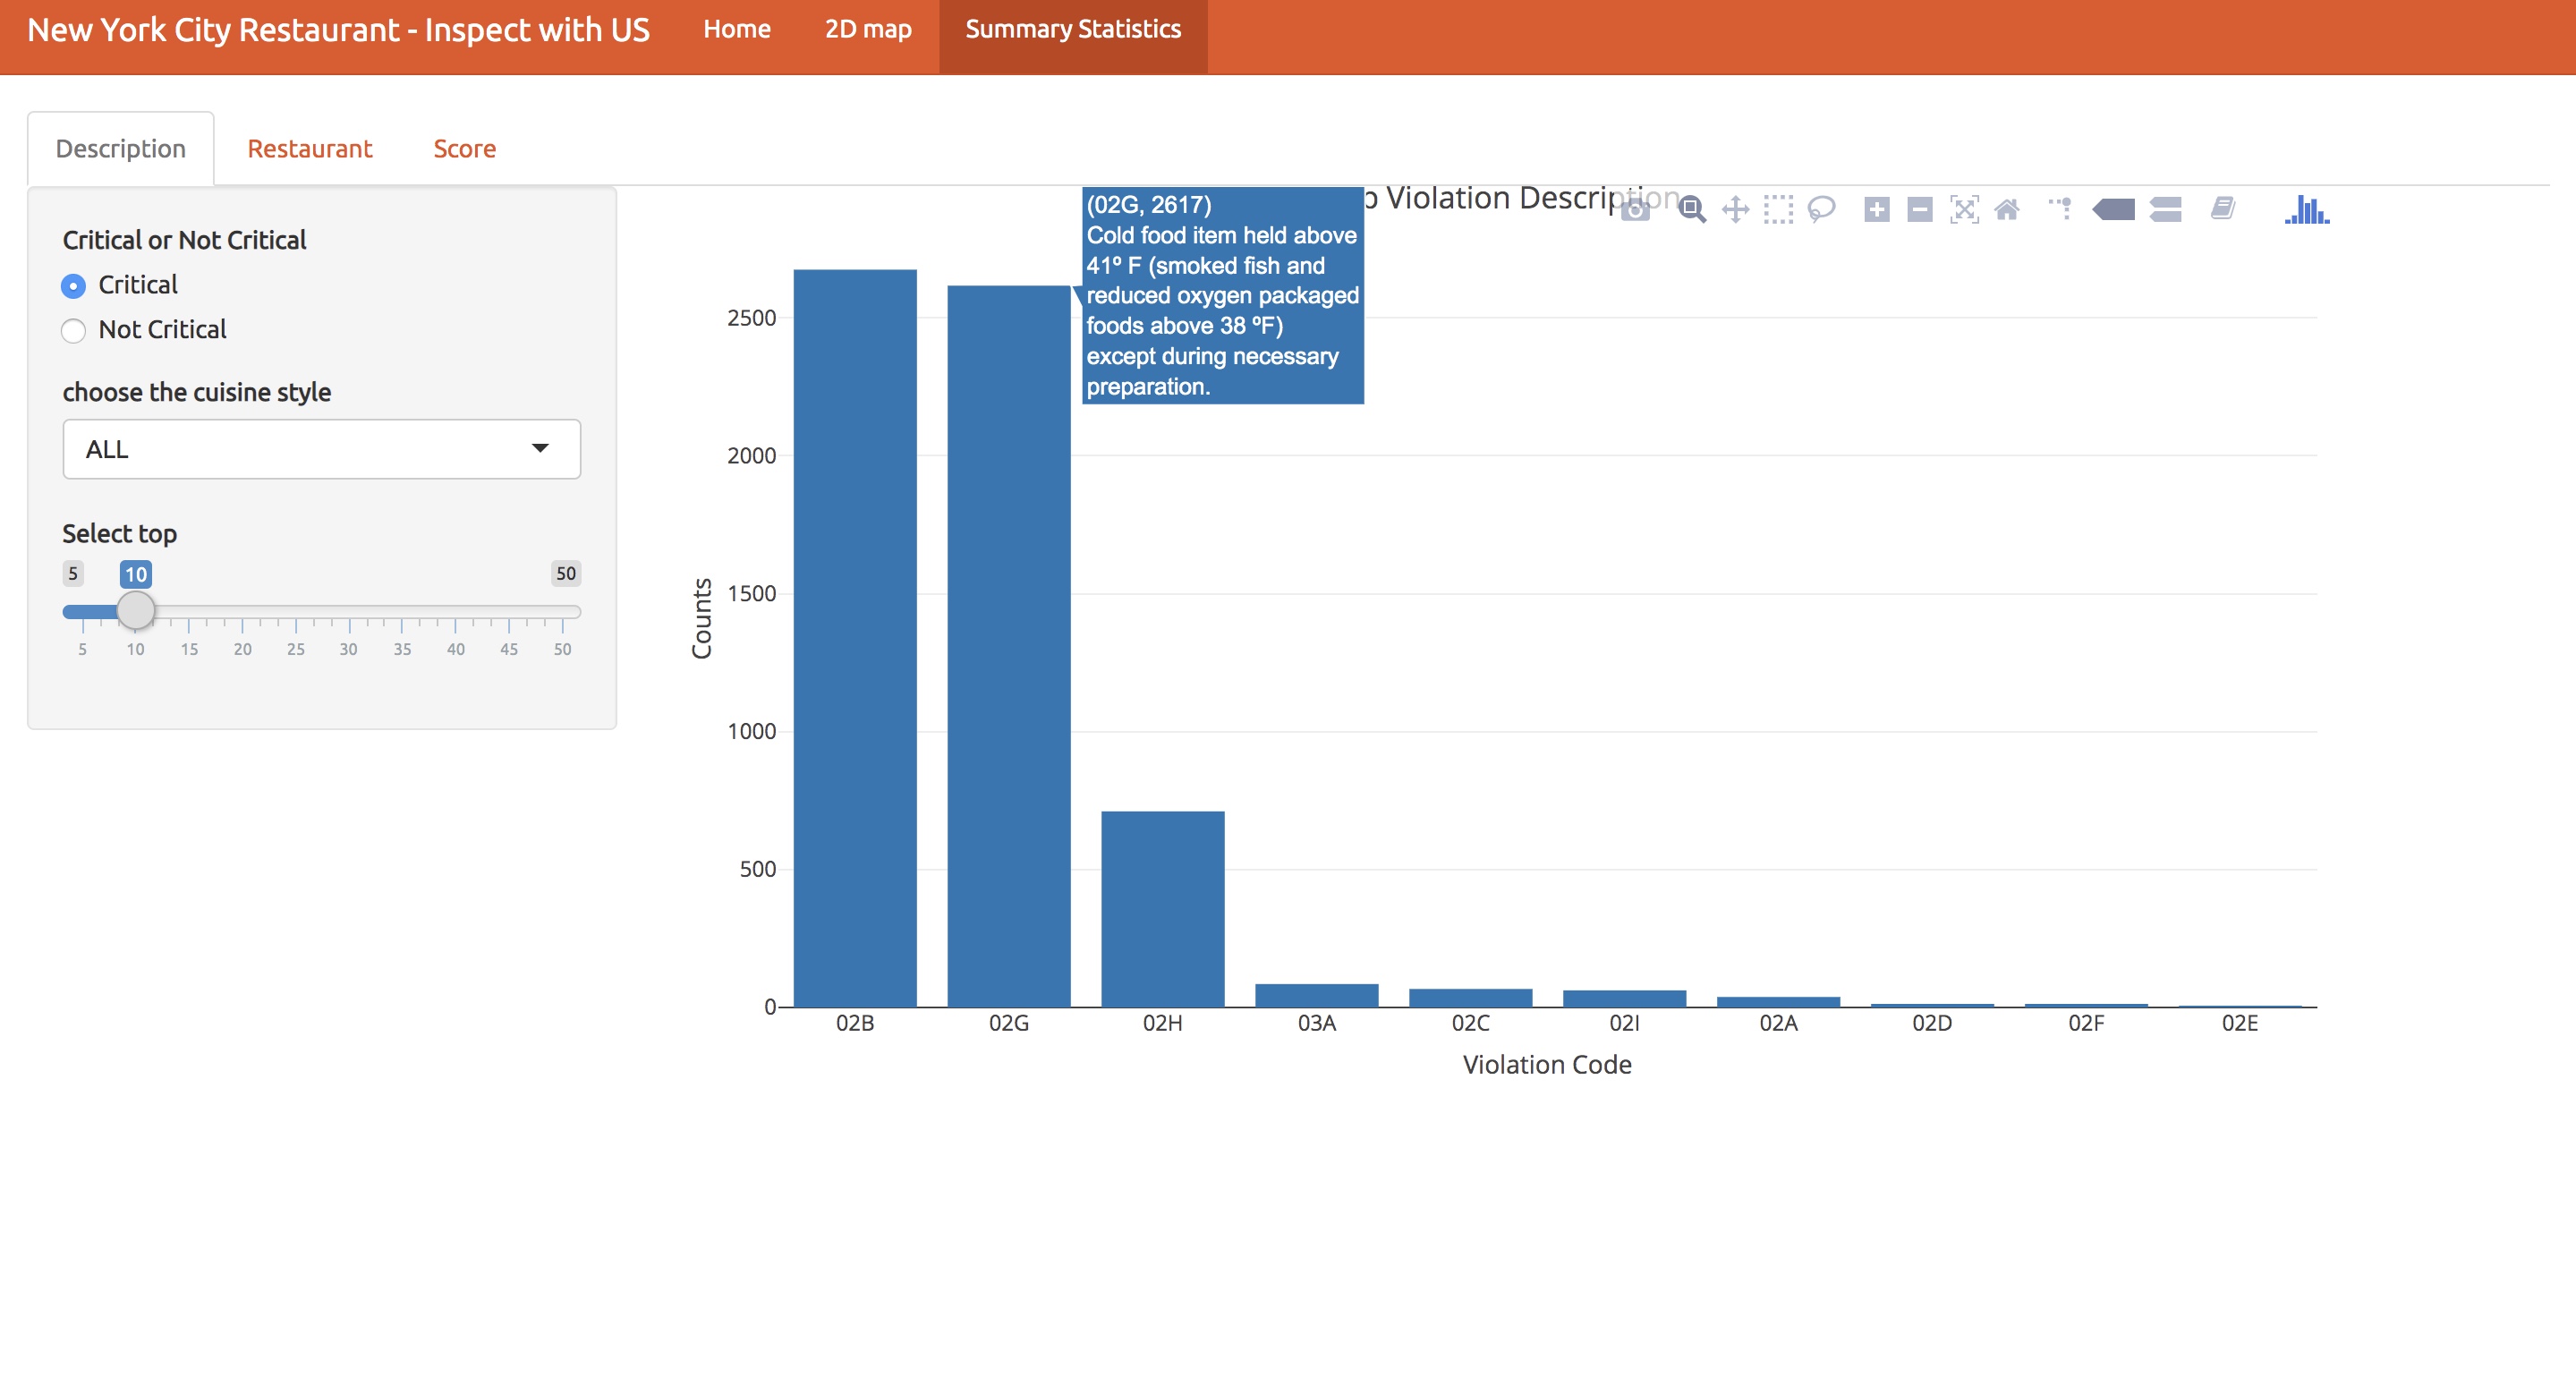 New York City Restaurant - Inspect with US
Home
2D map
Summary Statistics
Description
Restaurant
Score
Critical or Not Critical
Critical
Not Critical
choose the cuisine style
ALL
Select top
5
10
50
5 10 15 20 25 30 35 40 45 50
Violation Description
(02G, 2617)
Cold food item held above
41º F (smoked fish and
reduced oxygen packaged
foods above 38 ºF)
except during necessary
preparation.
Counts
2500
2000
1500
1000
500
0
02B 02G 02H 03A 02C 02I 02A 02D 02F 02E
Violation Code